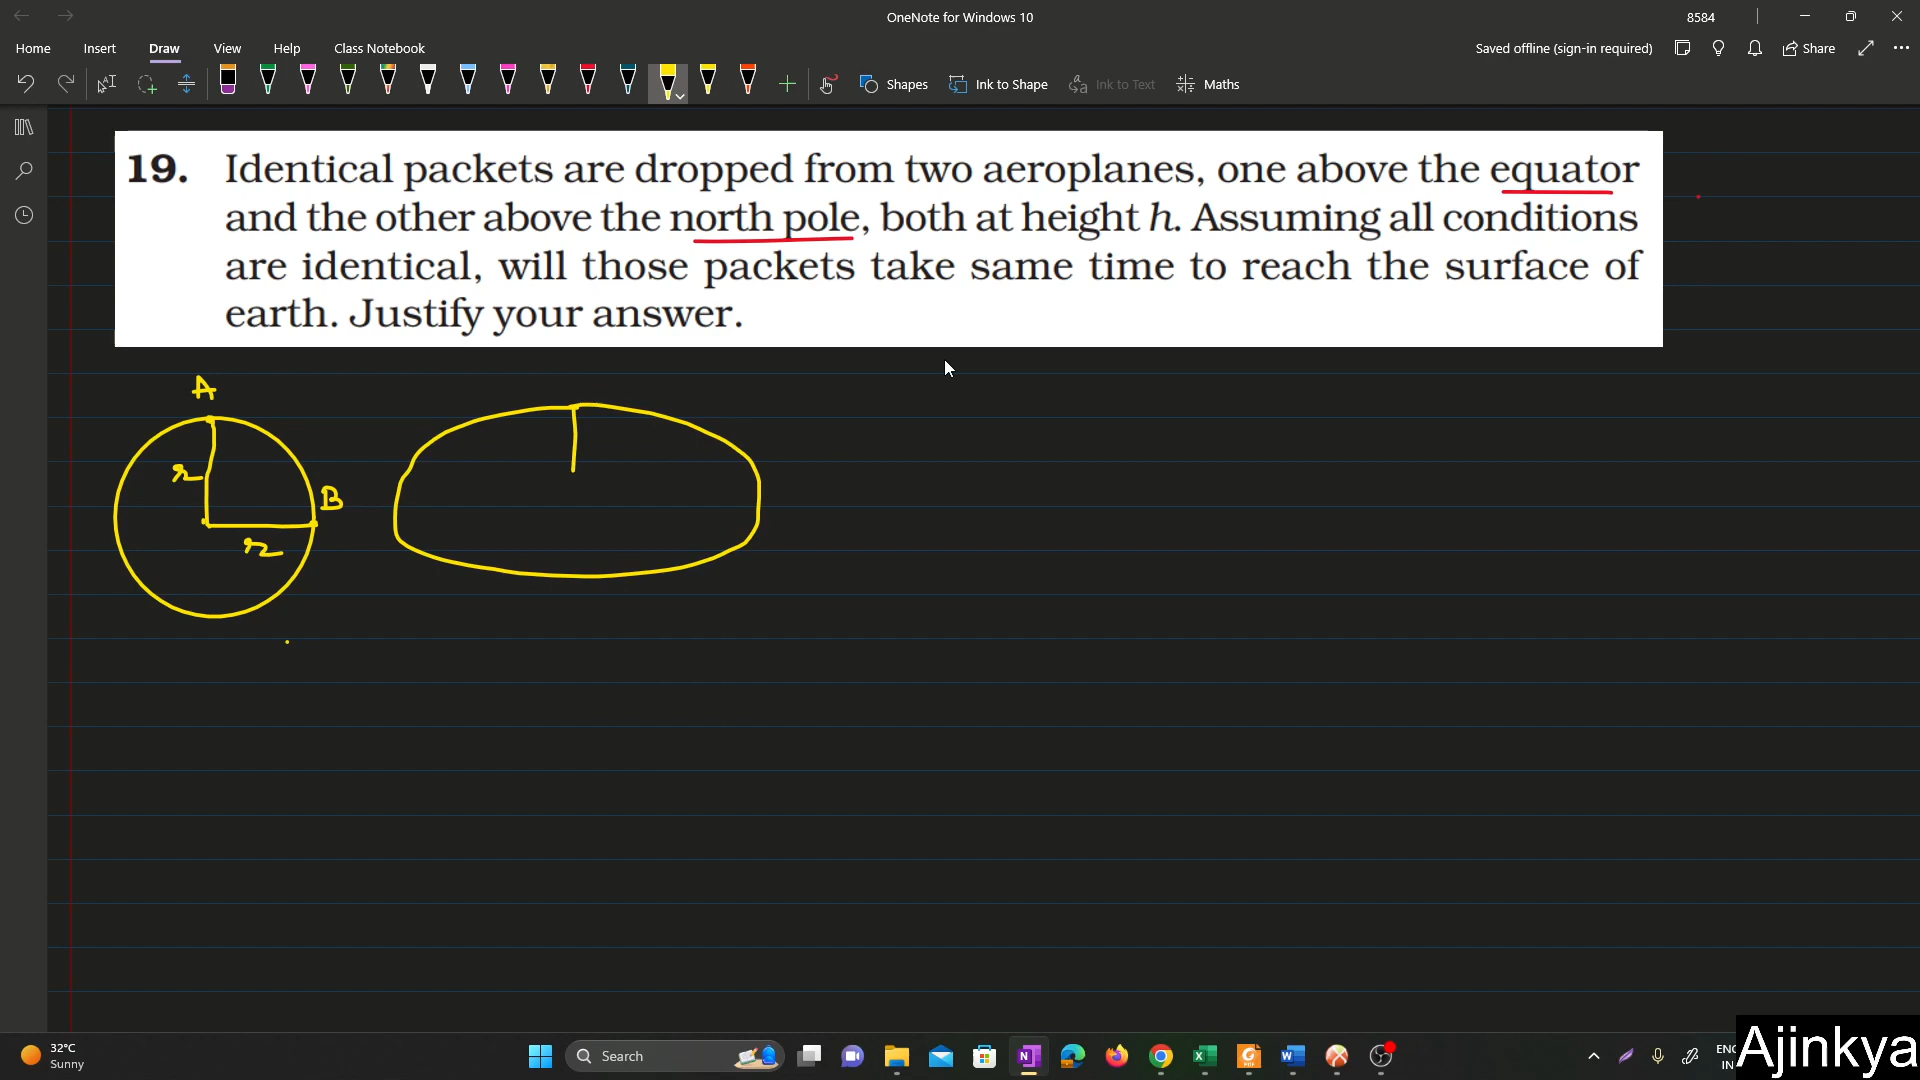 OneNote for Windows 10
8584
Home Insert Draw View Help Class Notebook
Saved offline (sign-in required) Share
Shapes Ink to Shape Ink to Text Maths
19. Identical packets are dropped from two aeroplanes, one above the equator
and the other above the north pole, both at height h. Assuming all conditions
are identical, will those packets take same time to reach the surface of
earth. Justify your answer.
A
r
B
r
32°C
Sunny
Search
ENG
IN
Ajinkya